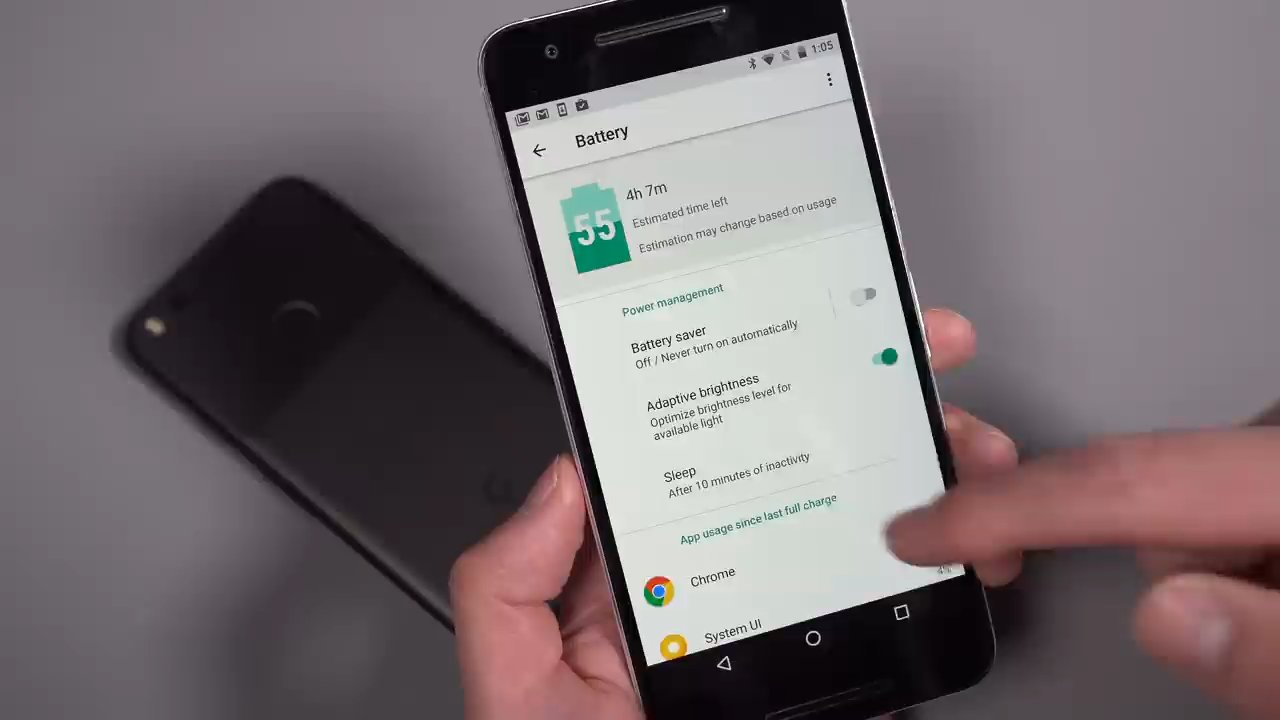 1:05
Battery
55
4h 7m
Estimated time left
Estimation may change based on usage
Power management
Battery saver
Off / Never turn on automatically
Adaptive brightness
Optimize brightness level for
available light
Sleep
After 10 minutes of inactivity
App usage since last full charge
Chrome
4%
System UI